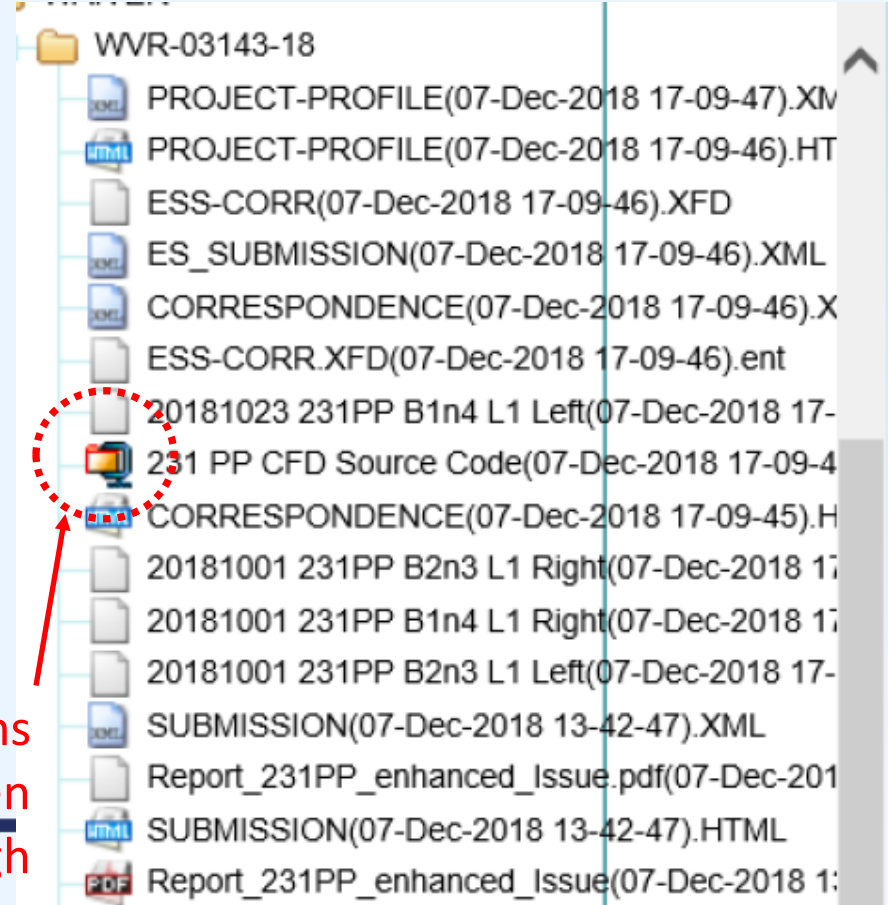 WVR-03143-18
PROJECT-PROFILE(07-Dec-2018 17-09-47).XM
PROJECT-PROFILE(07-Dec-2018 17-09-46).HT
ESS-CORR(07-Dec-2018 17-09-46).XFD
ES_SUBMISSION(07-Dec-2018 17-09-46).XML
CORRESPONDENCE(07-Dec-2018 17-09-46).X
ESS-CORR.XFD(07-Dec-2018 17-09-46).ent
20181023 231PP B1n4 L1 Left(07-Dec-2018 17-
231 PP CFD Source Code(07-Dec-2018 17-09-4
CORRESPONDENCE(07-Dec-2018 17-09-45).H
20181001 231PP B2n3 L1 Right(07-Dec-2018 17
20181001 231PP B1n4 L1 Right(07-Dec-2018 17
20181001 231PP B2n3 L1 Left(07-Dec-2018 17-
SUBMISSION(07-Dec-2018 13-42-47).XML
Report_231PP_enhanced_Issue.pdf(07-Dec-201
SUBMISSION(07-Dec-2018 13-42-47).HTML
Report_231PP_enhanced_Issue(07-Dec-2018 13